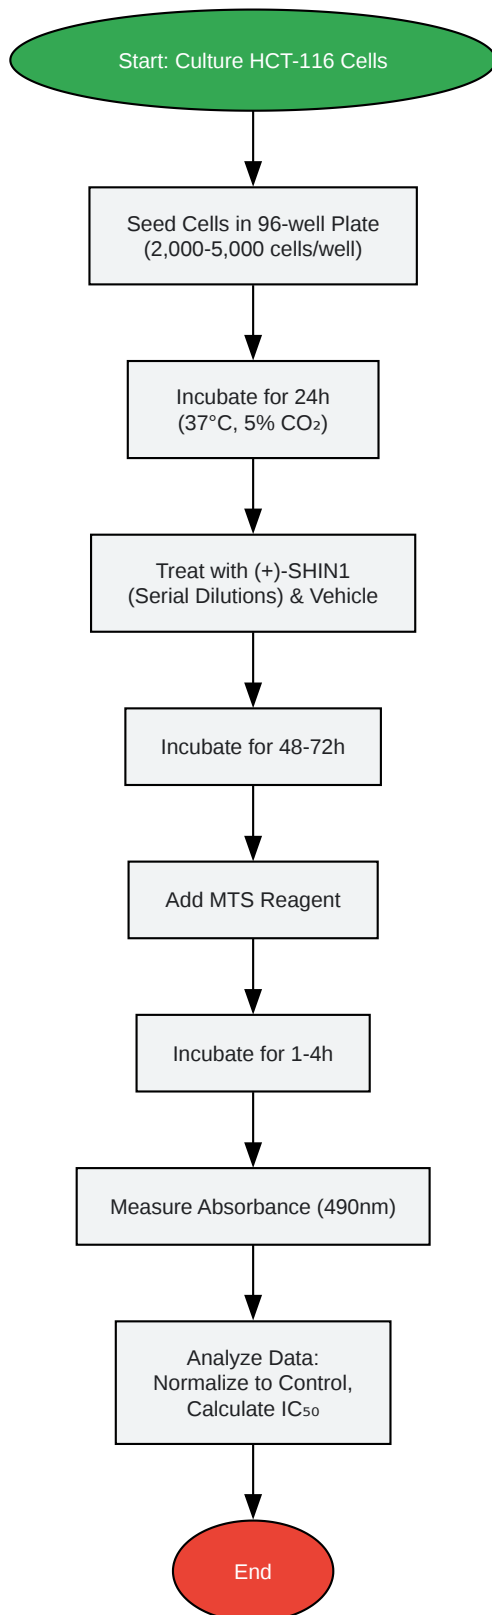 Start: Culture HCT-116 Cells
Seed Cells in 96-well Plate
(2,000-5,000 cells/well)
Incubate for 24h
(37°C, 5% CO₂)
Treat with (+)-SHIN1
(Serial Dilutions) & Vehicle
Incubate for 48-72h
Add MTS Reagent
Incubate for 1-4h
Measure Absorbance (490nm)
Analyze Data:
Normalize to Control,
Calculate IC₅₀
End